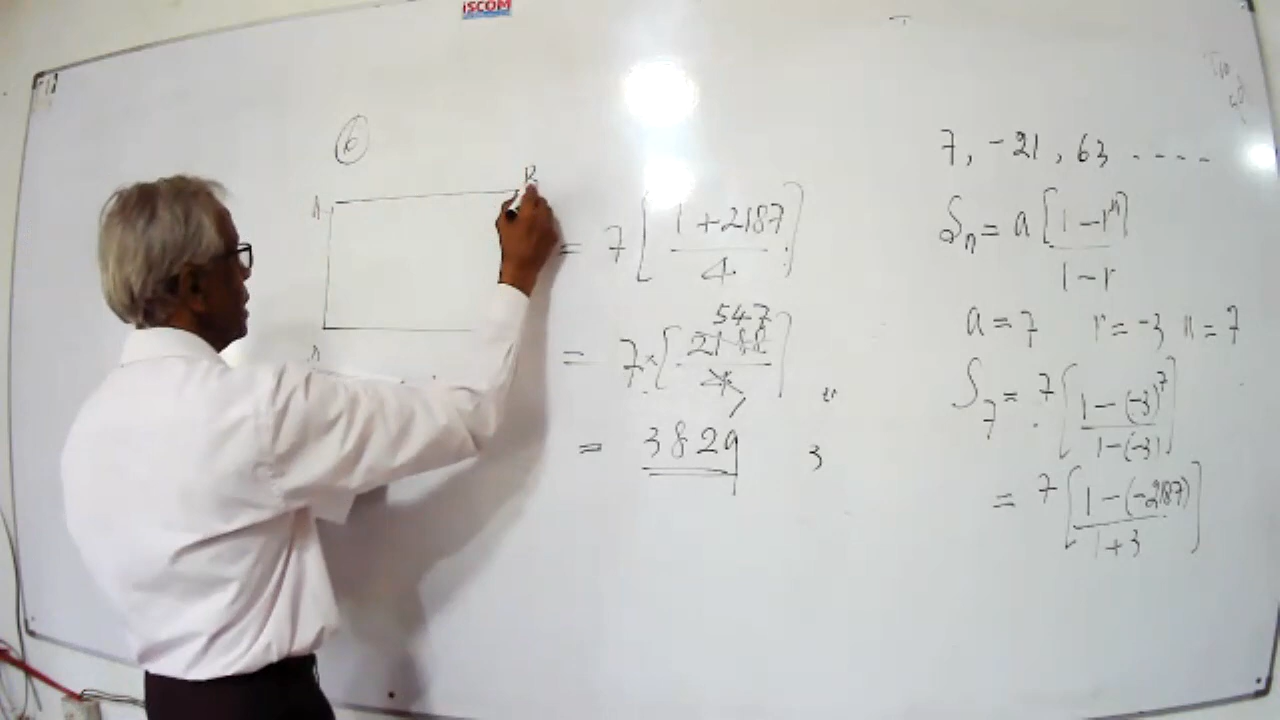 iSCOM
7, -21, 63 ....
Sn = a [1 - r^n / 1 - r]
a = 7 r = -3 n = 7
S7 = 7 [1 - (-3)^7 / 1 - (-3)]
= 7 [1 - (-2187) / 1 + 3]
= 7 [1 + 2187 / 4]
547
= 7 × [2188 / 4]
= 3829
3
6
A B